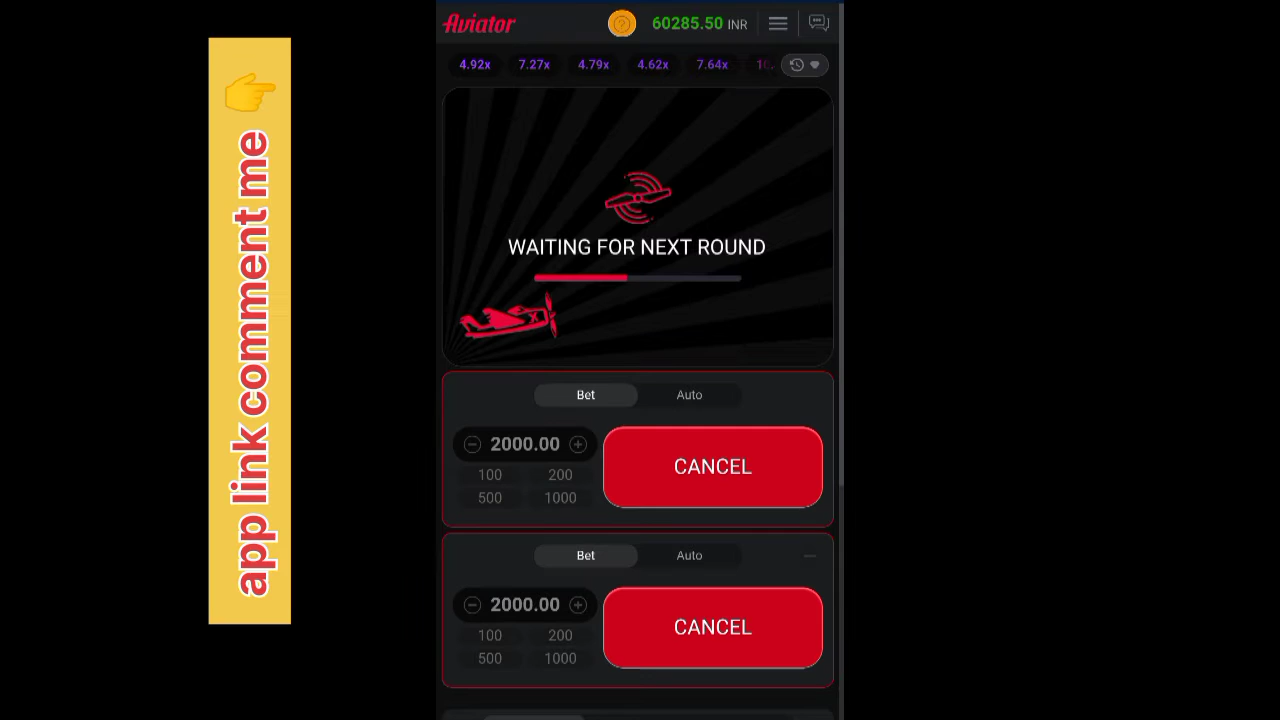 app link comment me 👉
Aviator
60285.50 INR
4.92x 7.27x 4.79x 4.62x 7.64x
WAITING FOR NEXT ROUND
Bet Auto
2000.00
100 200
500 1000
CANCEL
Bet Auto
2000.00
100 200
500 1000
CANCEL